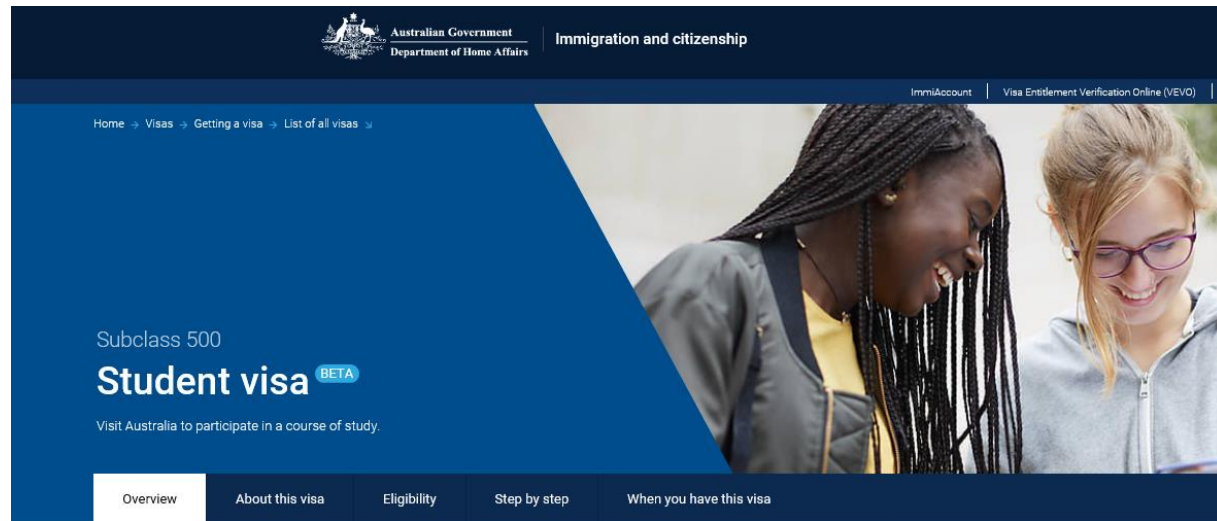 Australian Government
Department of Home Affairs
Immigration and citizenship
ImmiAccount
Visa Entitlement Verification Online (VEVO)
Home → Visas → Getting a visa → List of all visas
Subclass 500
Student visa BETA
Visit Australia to participate in a course of study.
Overview
About this visa
Eligibility
Step by step
When you have this visa